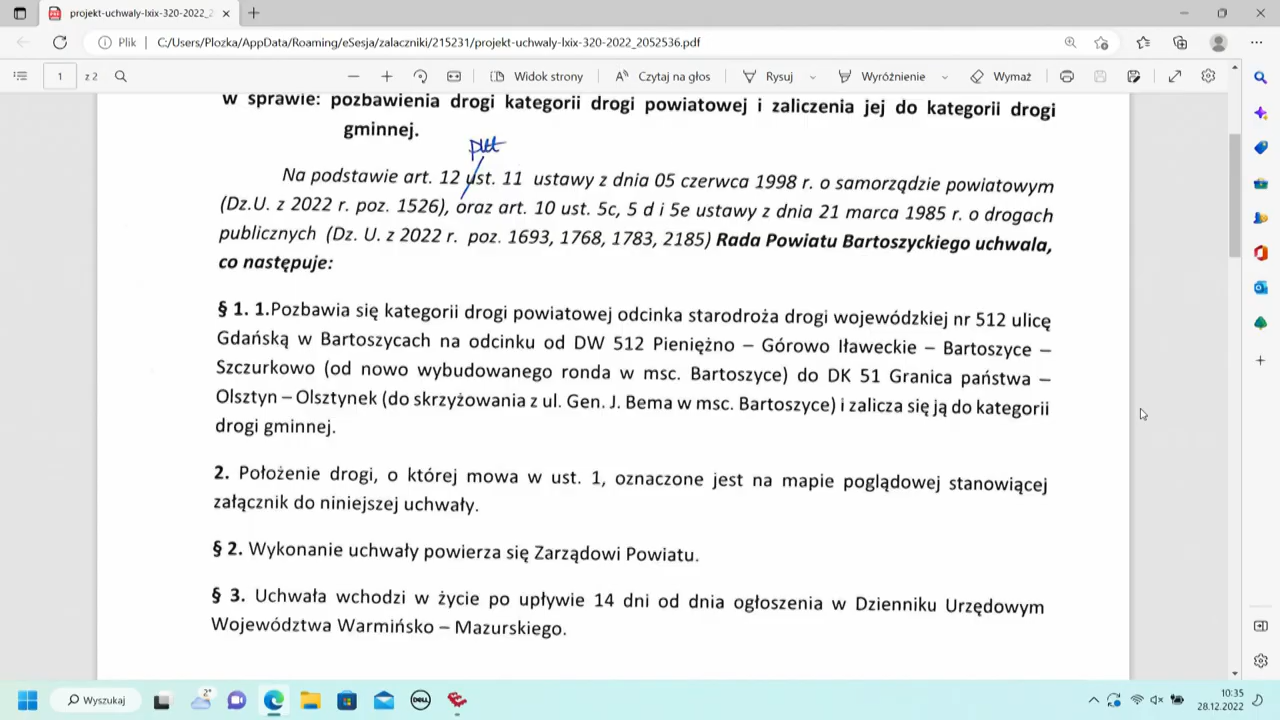 projekt-uchwaly-lxix-320-2022_2
Plik
C:/Users/Plozka/AppData/Roaming/eSesja/zalaczniki/215231/projekt-uchwaly-lxix-320-2022_2052536.pdf
1 z 2
Widok strony
Czytaj na głos
Rysuj
Wyróżnienie
Wymaż
w sprawie: pozbawienia drogi kategorii drogi powiatowej i zaliczenia jej do kategorii drogi
gminnej.
pkt
Na podstawie art. 12 ust. 11 ustawy z dnia 05 czerwca 1998 r. o samorządzie powiatowym
(Dz.U. z 2022 r. poz. 1526), oraz art. 10 ust. 5c, 5 d i 5e ustawy z dnia 21 marca 1985 r. o drogach
publicznych (Dz. U. z 2022 r. poz. 1693, 1768, 1783, 2185) Rada Powiatu Bartoszyckiego uchwala,
co następuje:
§ 1. 1.Pozbawia się kategorii drogi powiatowej odcinka starodroża drogi wojewódzkiej nr 512 ulicę
Gdańską w Bartoszycach na odcinku od DW 512 Pieniężno – Górowo Iławeckie – Bartoszyce –
Szczurkowo (od nowo wybudowanego ronda w msc. Bartoszyce) do DK 51 Granica państwa –
Olsztyn – Olsztynek (do skrzyżowania z ul. Gen. J. Bema w msc. Bartoszyce) i zalicza się ją do kategorii
drogi gminnej.
2. Położenie drogi, o której mowa w ust. 1, oznaczone jest na mapie poglądowej stanowiącej
załącznik do niniejszej uchwały.
§ 2. Wykonanie uchwały powierza się Zarządowi Powiatu.
§ 3. Uchwała wchodzi w życie po upływie 14 dni od dnia ogłoszenia w Dzienniku Urzędowym
Województwa Warmińsko – Mazurskiego.
Wyszukaj
2°
DELL
10:35
28.12.2022